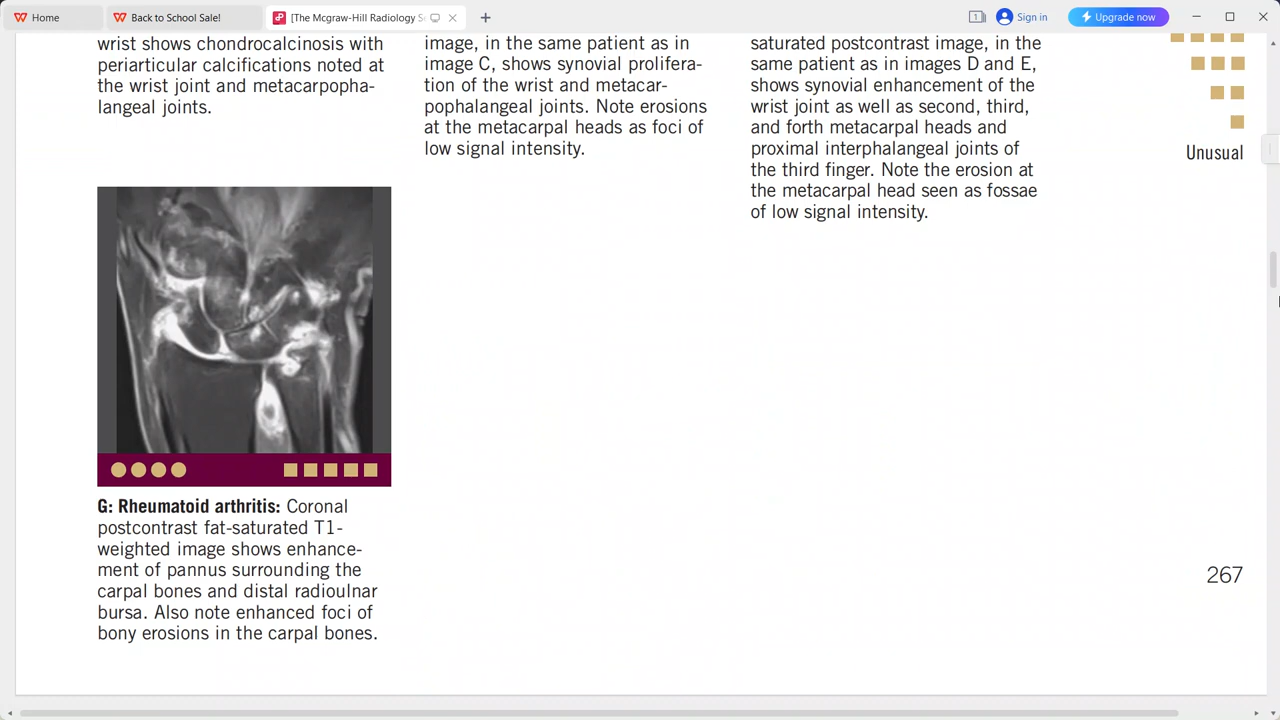 Home
Back to School Sale!
[The Mcgraw-Hill Radiology S
1
Sign in
Upgrade now
wrist shows chondrocalcinosis with
periarticular calcifications noted at
the wrist joint and metacarpopha-
langeal joints.
image, in the same patient as in
image C, shows synovial prolifera-
tion of the wrist and metacar-
pophalangeal joints. Note erosions
at the metacarpal heads as foci of
low signal intensity.
saturated postcontrast image, in the
same patient as in images D and E,
shows synovial enhancement of the
wrist joint as well as second, third,
and forth metacarpal heads and
proximal interphalangeal joints of
the third finger. Note the erosion at
the metacarpal head seen as fossae
of low signal intensity.
Unusual
G: Rheumatoid arthritis: Coronal
postcontrast fat-saturated T1-
weighted image shows enhance-
ment of pannus surrounding the
carpal bones and distal radioulnar
bursa. Also note enhanced foci of
bony erosions in the carpal bones.
267